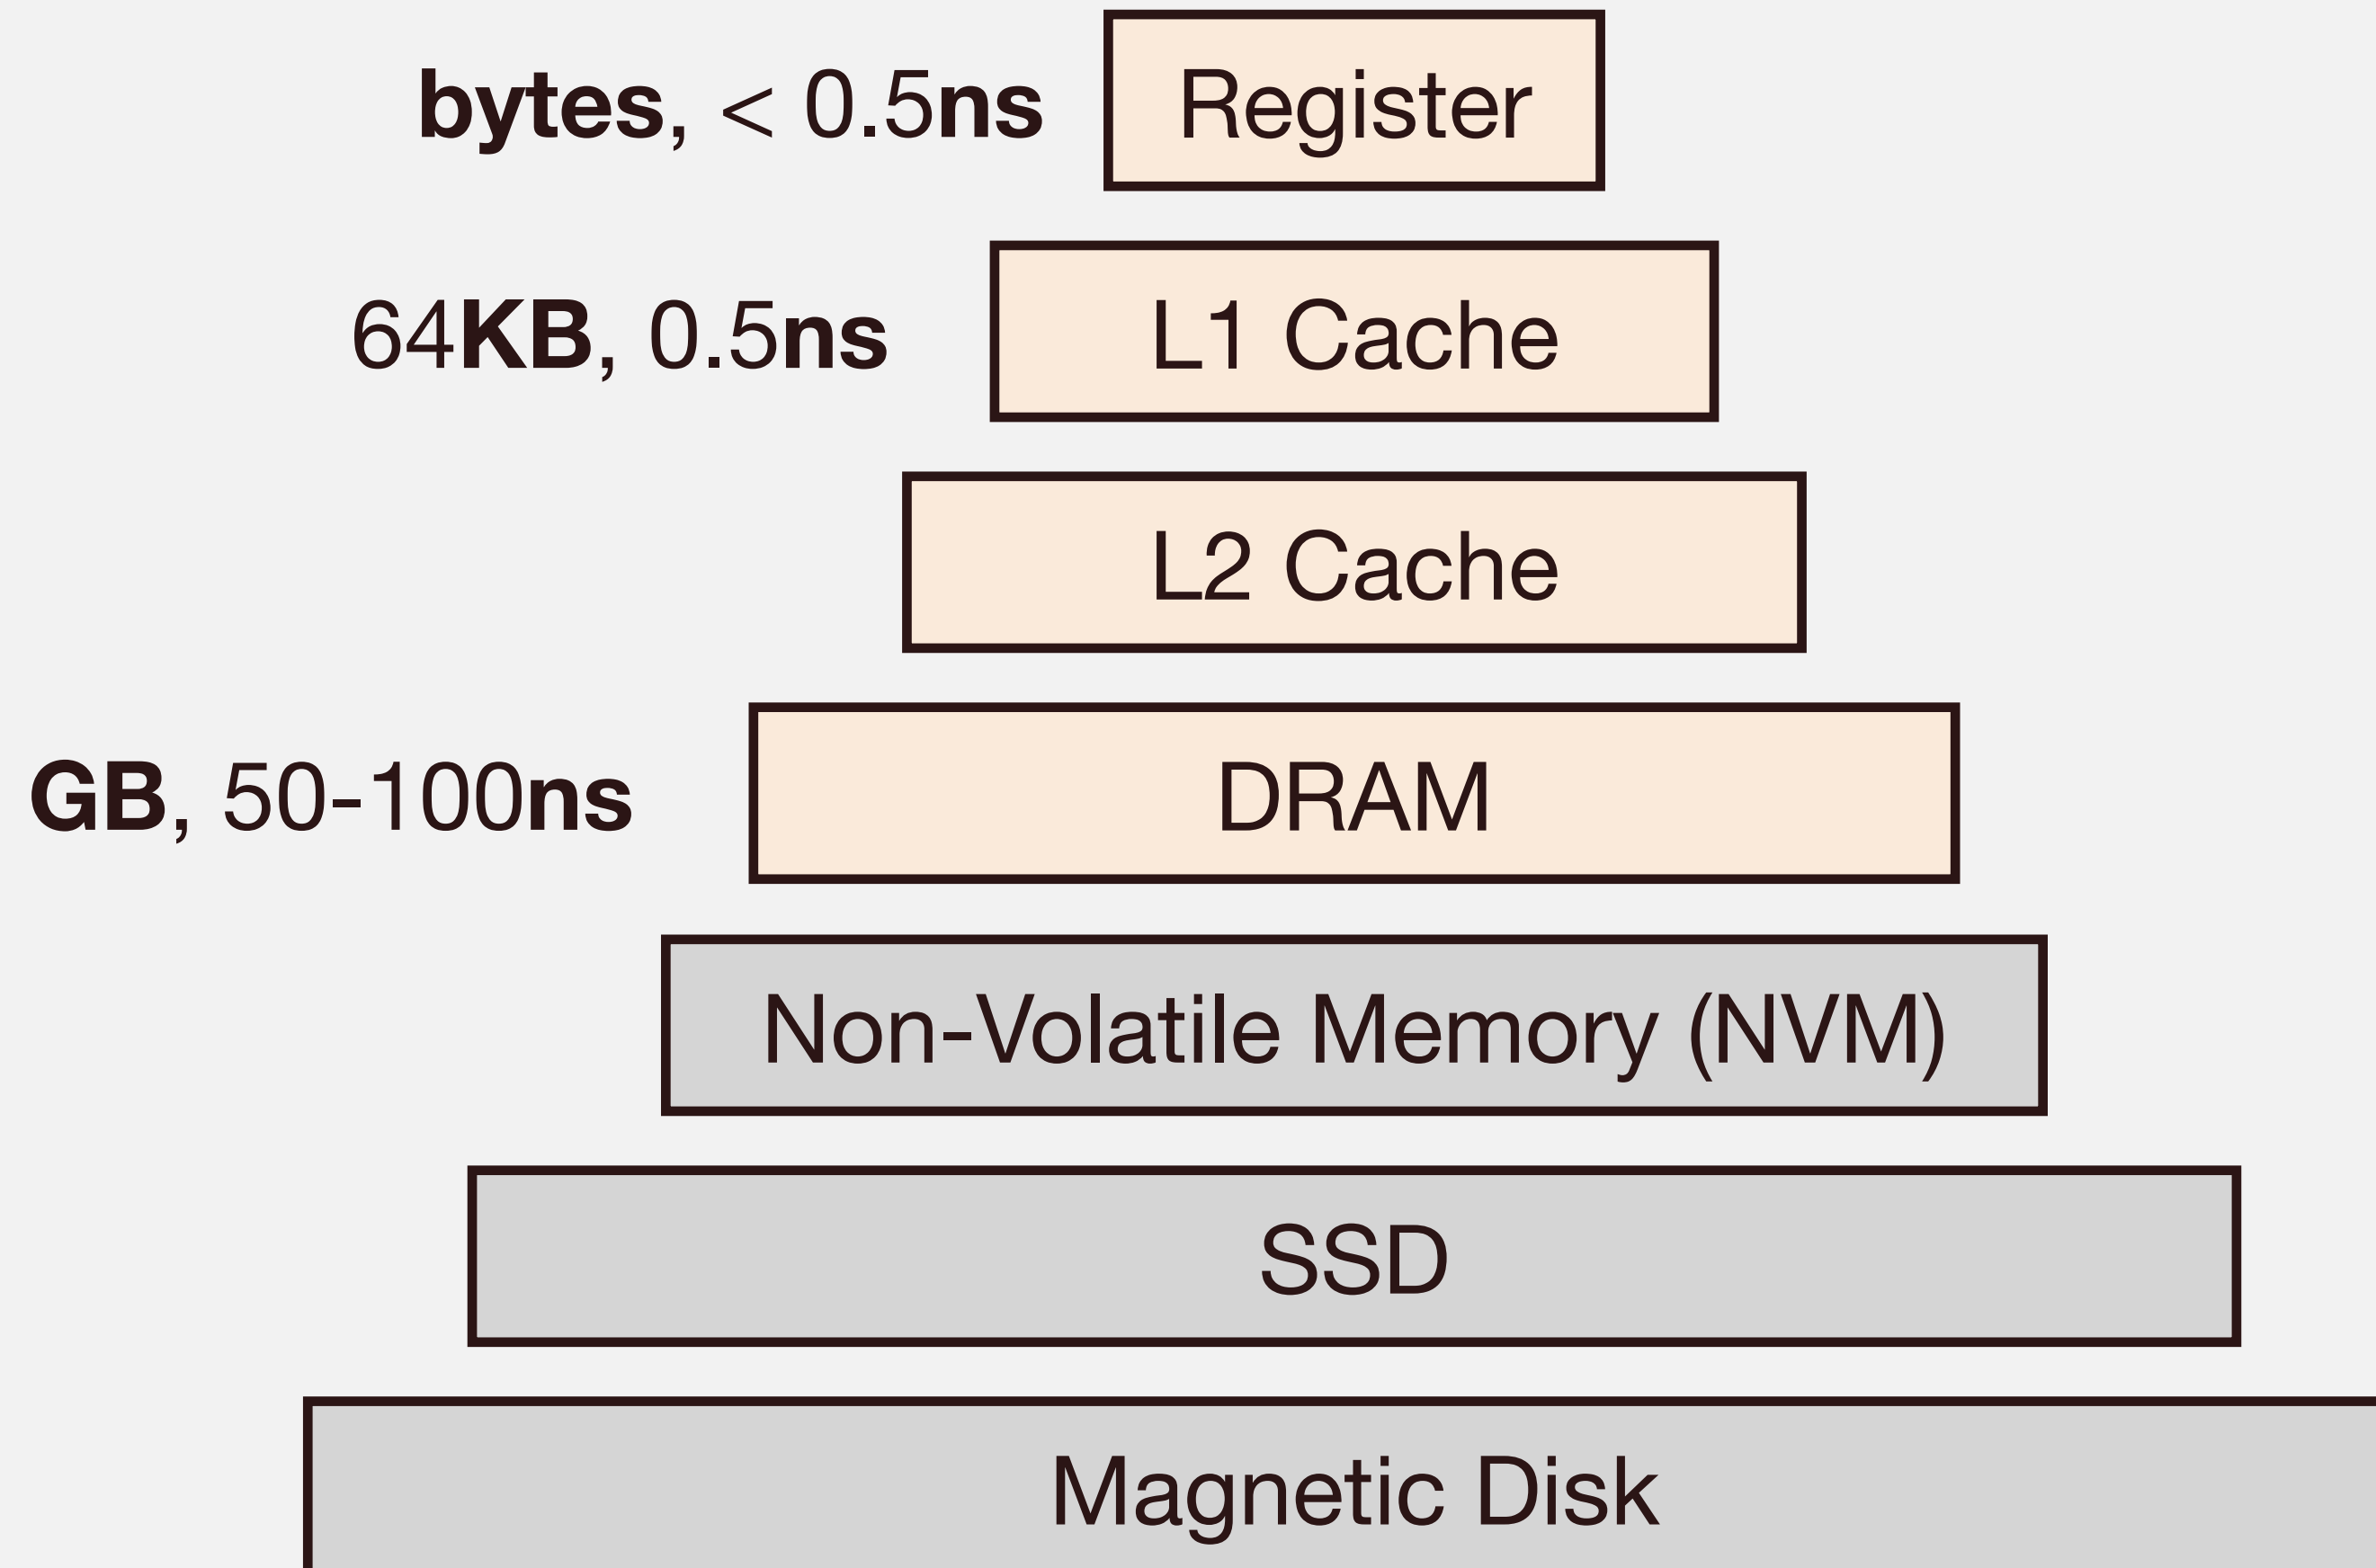 bytes, < 0.5ns Register
64KB, 0.5ns L1 Cache
L2 Cache
GB, 50-100ns DRAM
Non-Volatile Memory (NVM)
SSD
Magnetic Disk